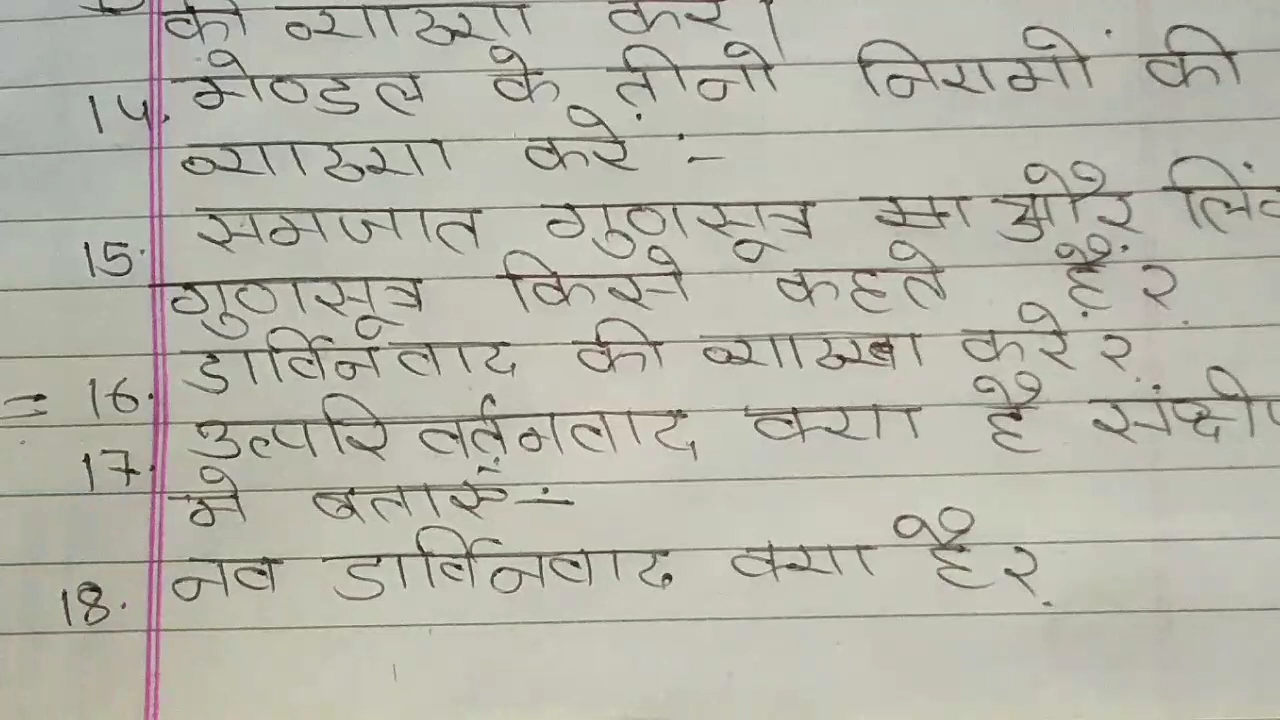 की व्याख्या करें|
14. मेण्डल के तीनो नियमों की
व्याख्या करें :-
15. समजात गुणसूत्र और
गुणसूत्र किसे कहते हैं?
= 16. डार्विनवाद की व्याख्या करें?
17. उत्परिवर्तनवाद क्या है
में बताएँ :-
18. नव डार्विनवाद क्या है?